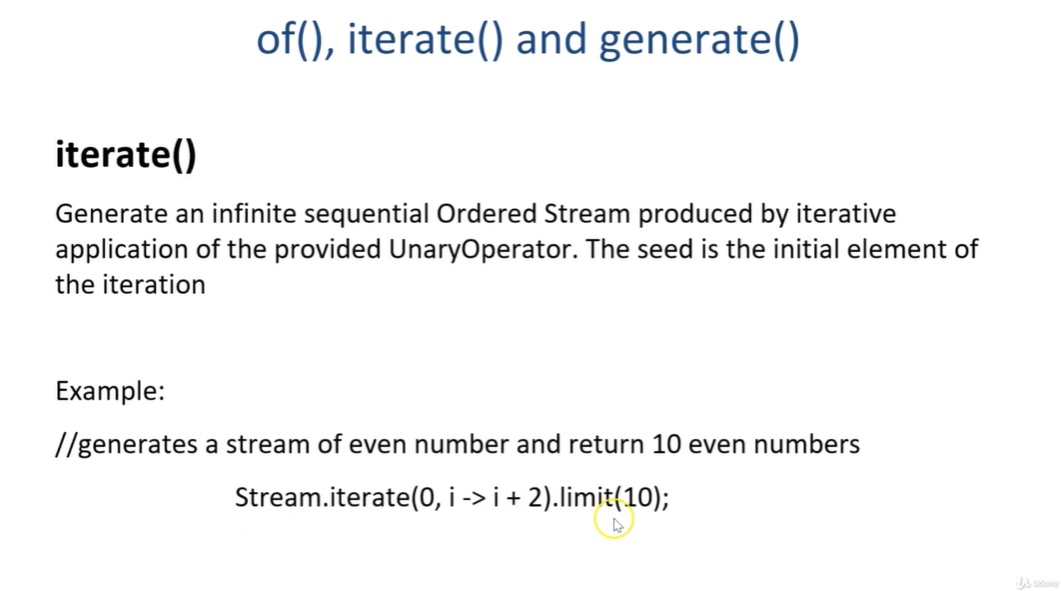 of(), iterate() and generate()
iterate()
Generate an infinite sequential Ordered Stream produced by iterative
application of the provided UnaryOperator. The seed is the initial element of
the iteration
Example:
//generates a stream of even number and return 10 even numbers
Stream.iterate(0, i -> i + 2).limit(10);
Udemy